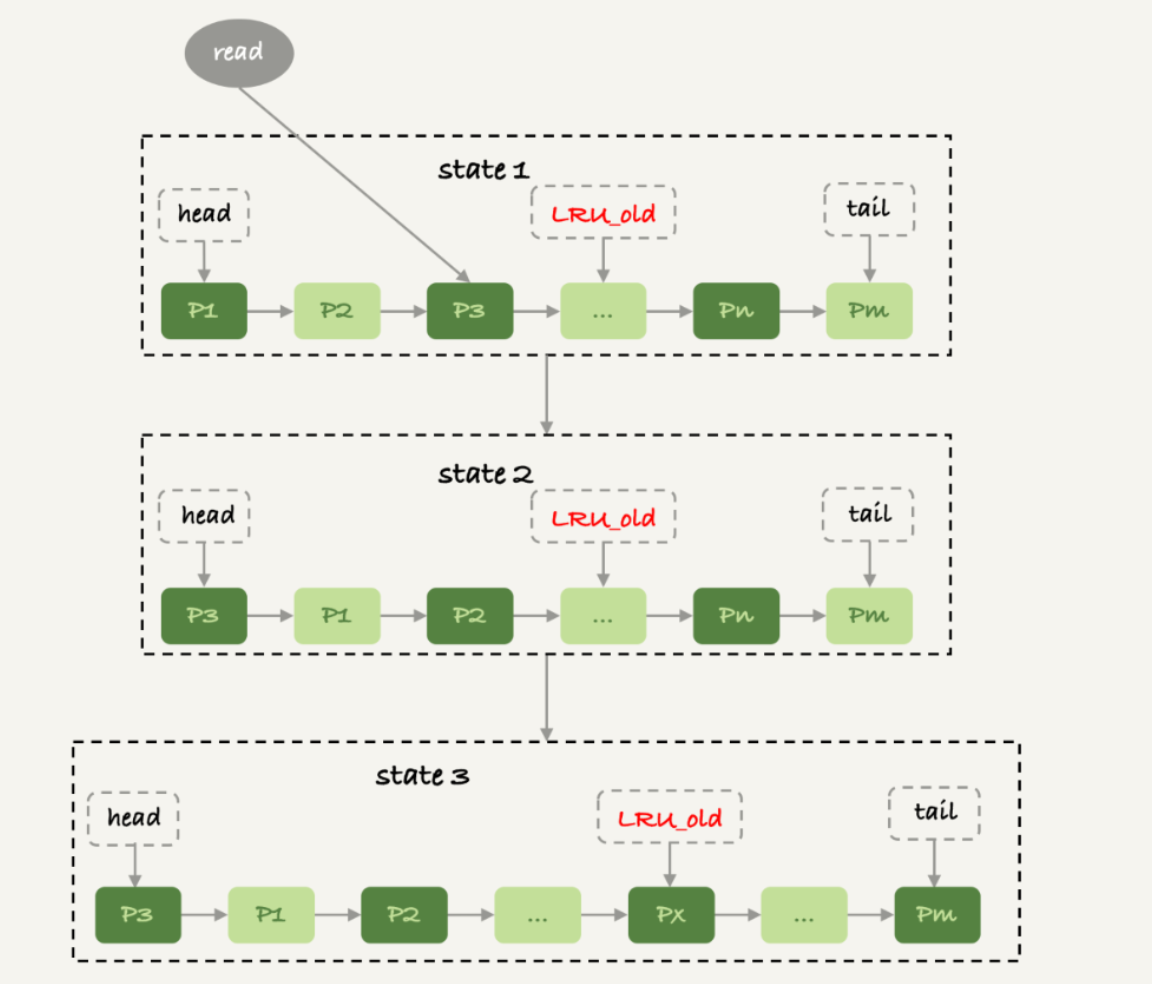 read
state 1
head
LRU_old
tail
P1
P2
P3
...
Pn
Pm
state 2
head
LRU_old
tail
P3
P1
P2
...
Pn
Pm
state 3
head
LRU_old
tail
P3
P1
P2
...
Px
...
Pm